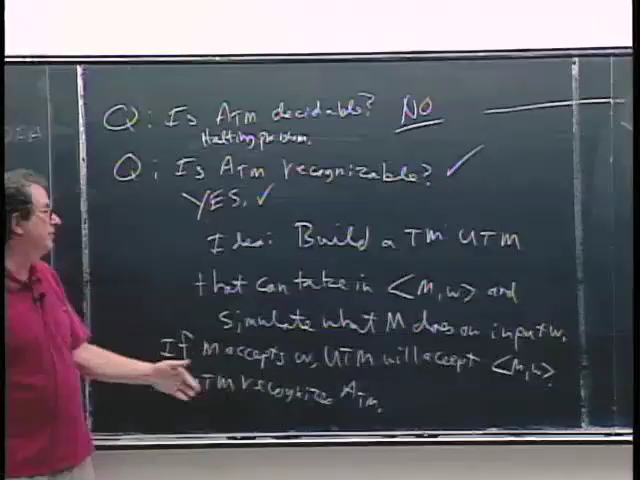 Q: Is A_TM decidable? NO
Halting problem.
Q: Is A_TM recognizable? ✓
YES. ✓
Idea: Build a TM UTM
that can take in <M,w> and
simulate what M does on input w.
If M accepts w, UTM will accept <M,w>
TM recognizes A_TM.